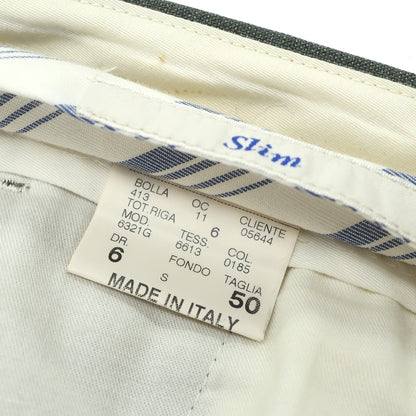 Slim
BOLLA OC CLIENTE
413 11 6 05644
TOT.RIGA
MOD. TESS. COL.
6321G 6613 0185
DR. FONDO TAGLIA
6 S 50
MADE IN ITALY